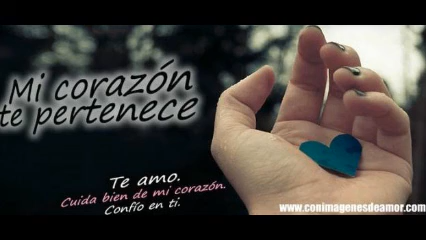 Mi corazón
te pertenece
Te amo.
Cuida bien de mi corazón.
Confío en ti.
www.conimagenesdeamor.com